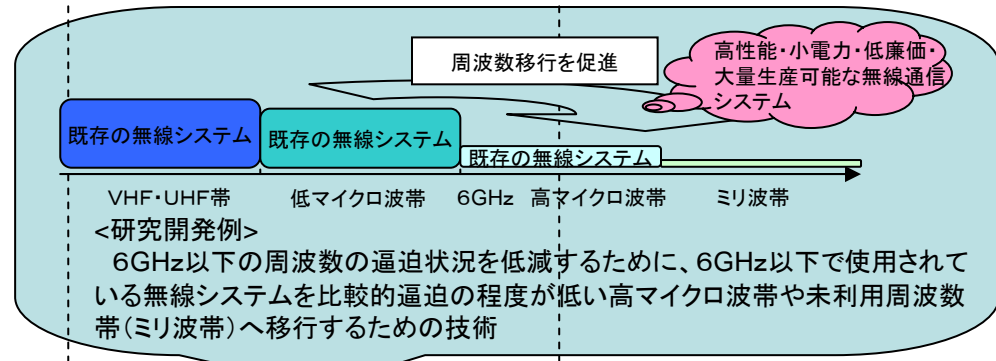 周波数移行を促進
高性能・小電力・低廉価・
大量生産可能な無線通信
システム
既存の無線システム
既存の無線システム
既存の無線システム
VHF・UHF帯
低マイクロ波帯
6GHz
高マイクロ波帯
ミリ波帯
<研究開発例>
6GHz以下の周波数の逼迫状況を低減するために、6GHz以下で使用されて
いる無線システムを比較的逼迫の程度が低い高マイクロ波帯や未利用周波数
帯(ミリ波帯)へ移行するための技術